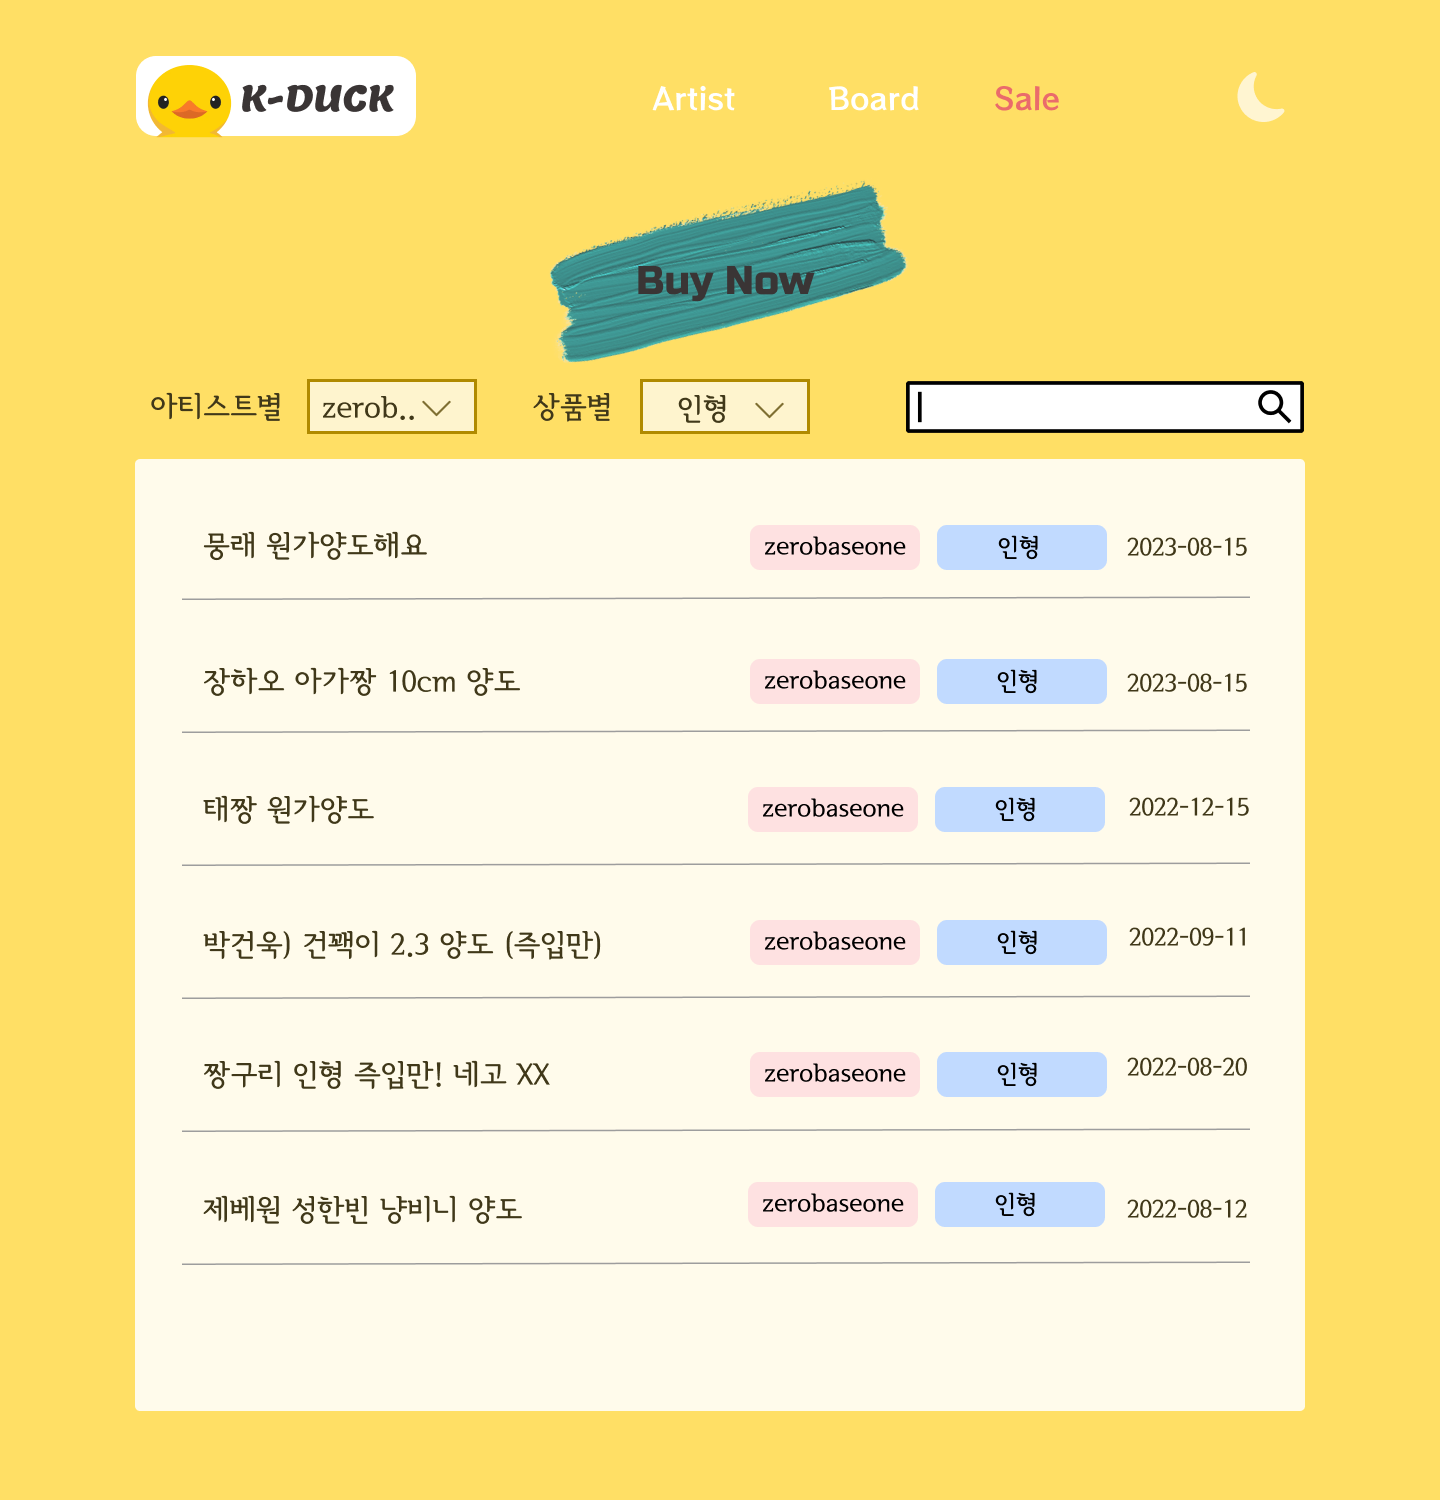 K-DUCK
Artist Board Sale
Buy Now
아티스트별 zerob.. 상품별 인형
뭉래 원가양도해요 zerobaseone 인형 2023-08-15
장하오 아가짱 10cm 양도 zerobaseone 인형 2023-08-15
태짱 원가양도 zerobaseone 인형 2022-12-15
박건욱) 건꽥이 2.3 양도 (즉입만) zerobaseone 인형 2022-09-11
짱구리 인형 즉입만! 네고 XX zerobaseone 인형 2022-08-20
제베원 성한빈 냥비니 양도 zerobaseone 인형 2022-08-12